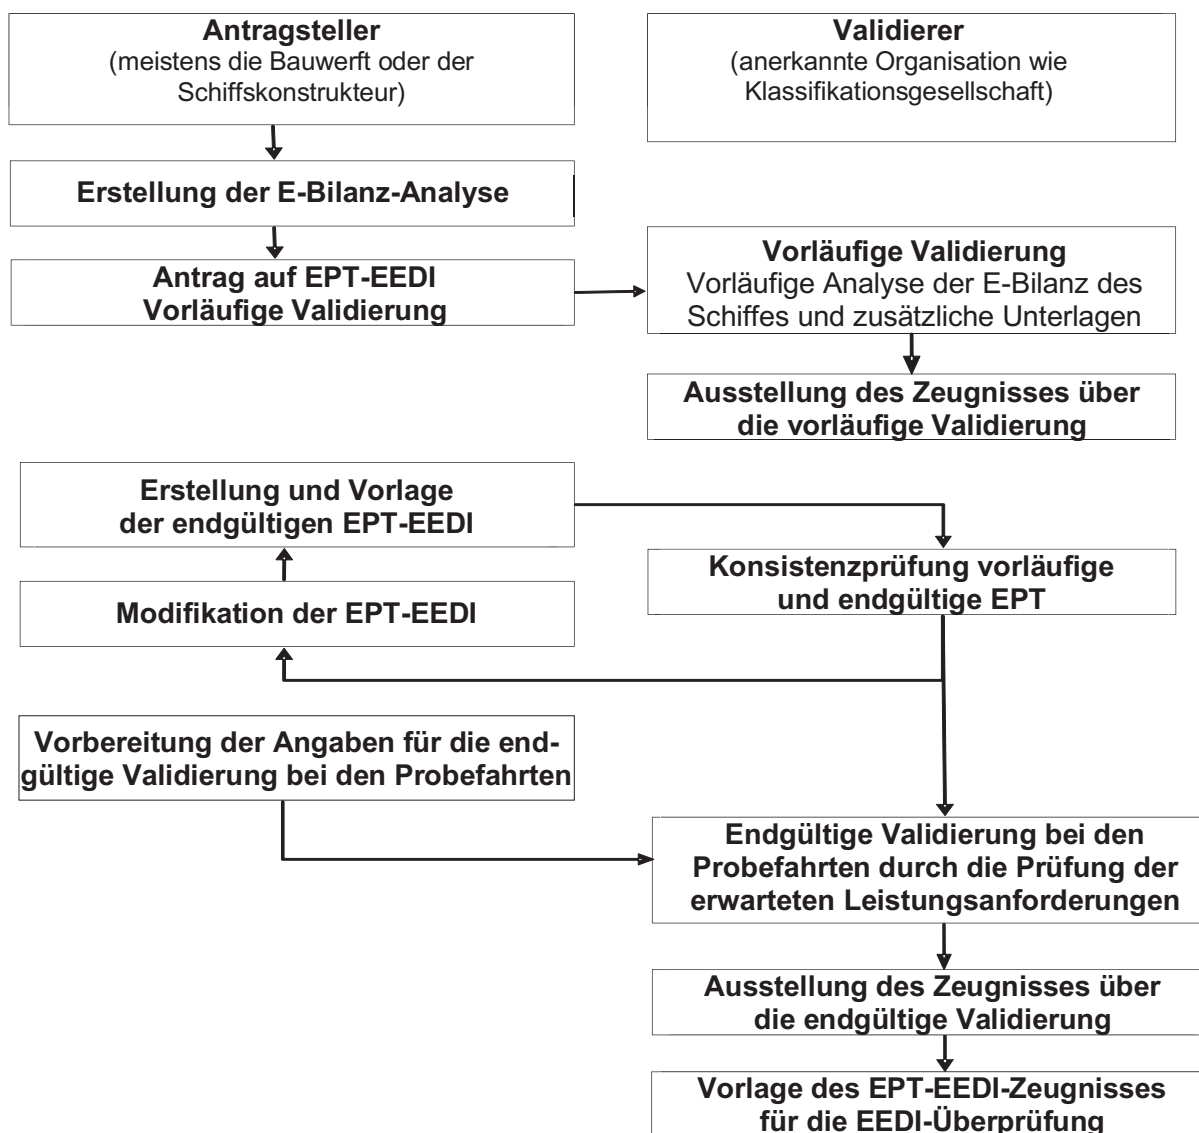 Antragsteller
(meistens die Bauwerft oder der
Schiffskonstrukteur)
Validierer
(anerkannte Organisation wie
Klassifikationsgesellschaft)
Erstellung der E-Bilanz-Analyse
Antrag auf EPT-EEDI
Vorläufige Validierung
Vorläufige Validierung
Vorläufige Analyse der E-Bilanz des
Schiffes und zusätzliche Unterlagen
Ausstellung des Zeugnisses über
die vorläufige Validierung
Erstellung und Vorlage
der endgültigen EPT-EEDI
Konsistenzprüfung vorläufige
und endgültige EPT
Modifikation der EPT-EEDI
Vorbereitung der Angaben für die end-
gültige Validierung bei den Probefahrten
Endgültige Validierung bei den
Probefahrten durch die Prüfung der
erwarteten Leistungsanforderungen
Ausstellung des Zeugnisses über
die endgültige Validierung
Vorlage des EPT-EEDI-Zeugnisses
für die EEDI-Überprüfung